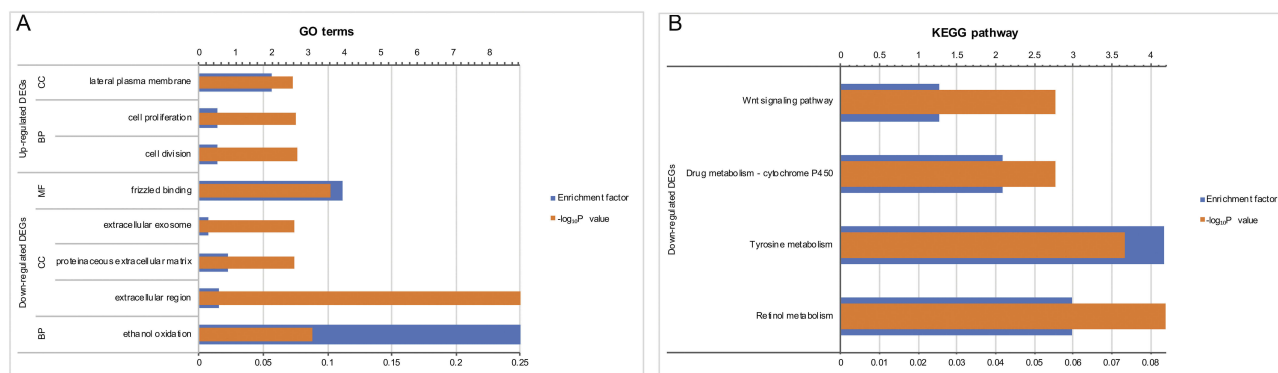 A
GO terms
0 1 2 3 4 5 6 7 8
Up-regulated DEGs
CC
lateral plasma membrane
BP
cell proliferation
cell division
Down-regulated DEGs
MF
frizzled binding
CC
extracellular exosome
proteinaceous extracellular matrix
extracellular region
BP
ethanol oxidation
0 0.05 0.1 0.15 0.2 0.25
Enrichment factor
-log₁₀P value
B
KEGG pathway
0 0.5 1 1.5 2 2.5 3 3.5 4
Down-regulated DEGs
Wnt signaling pathway
Drug metabolism - cytochrome P450
Tyrosine metabolism
Retinol metabolism
0 0.01 0.02 0.03 0.04 0.05 0.06 0.07 0.08
Enrichment factor
-log₁₀P value